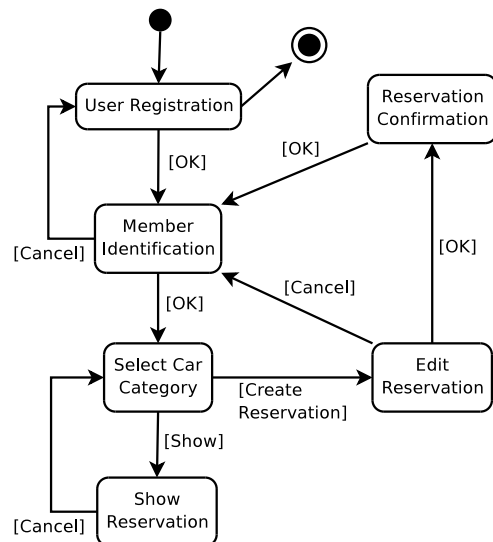 User Registration
Reservation
Confirmation
[OK]
[OK]
Member
Identification
[Cancel]
[OK]
[Cancel]
[OK]
Select Car
Category
[Create
Reservation]
Edit
Reservation
[Show]
Show
Reservation
[Cancel]